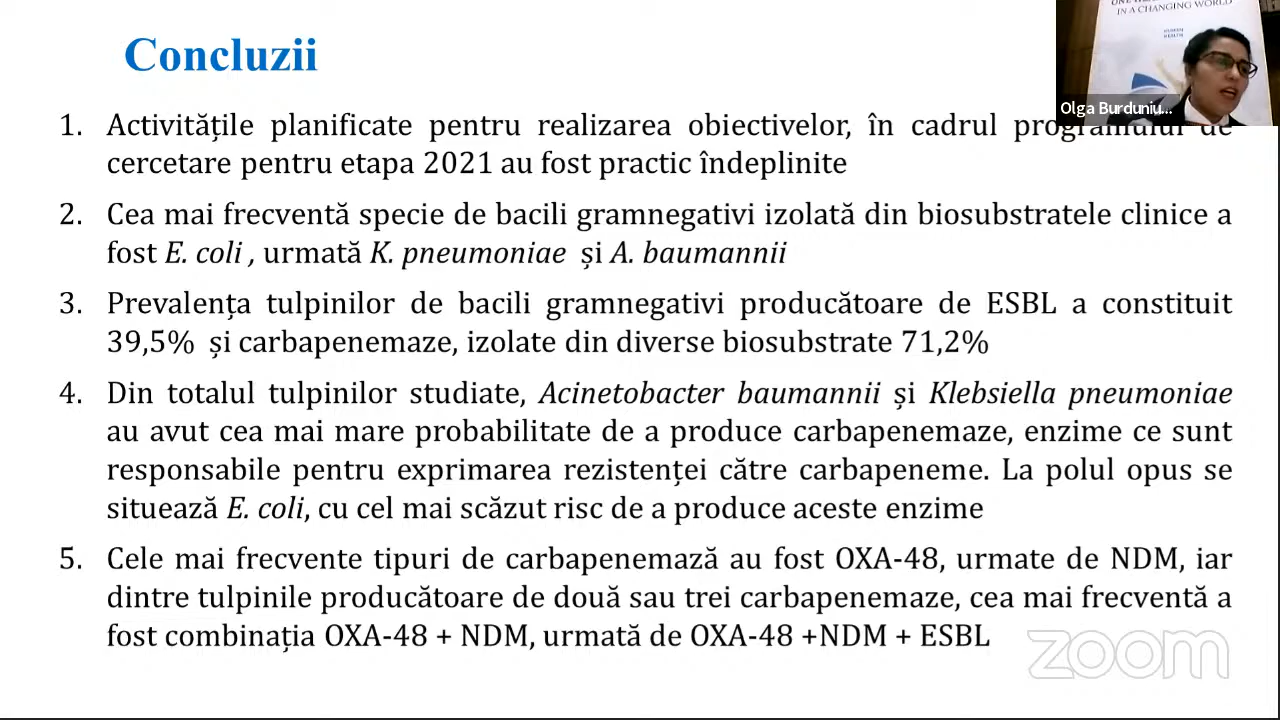 Concluzii
IN A CHANGING WORLD
HUMAN
HEALTH
Olga Burduniu...
1. Activitățile planificate pentru realizarea obiectivelor, în cadrul programului de
cercetare pentru etapa 2021 au fost practic îndeplinite
2. Cea mai frecventă specie de bacili gramnegativi izolată din biosubstratele clinice a
fost E. coli , urmată K. pneumoniae și A. baumannii
3. Prevalența tulpinilor de bacili gramnegativi producătoare de ESBL a constituit
39,5% și carbapenemaze, izolate din diverse biosubstrate 71,2%
4. Din totalul tulpinilor studiate, Acinetobacter baumannii și Klebsiella pneumoniae
au avut cea mai mare probabilitate de a produce carbapenemaze, enzime ce sunt
responsabile pentru exprimarea rezistenței către carbapeneme. La polul opus se
situează E. coli, cu cel mai scăzut risc de a produce aceste enzime
5. Cele mai frecvente tipuri de carbapenemază au fost OXA-48, urmate de NDM, iar
dintre tulpinile producătoare de două sau trei carbapenemaze, cea mai frecventă a
fost combinația OXA-48 + NDM, urmată de OXA-48 +NDM + ESBL
zoom